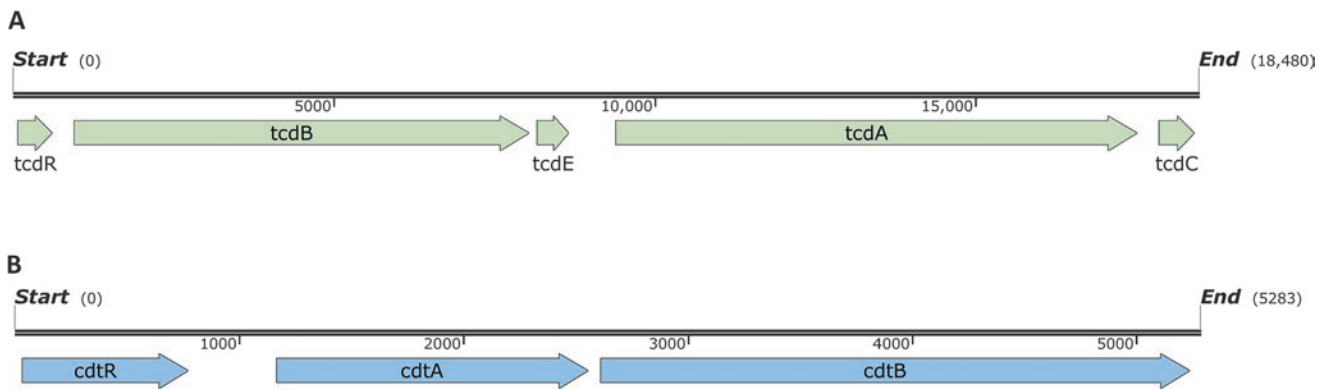 A
Start (0) End (18,480)
5000 10,000 15,000
tcdB tcdA
tcdR tcdE tcdC
B
Start (0) End (5283)
1000 2000 3000 4000 5000
cdtR cdtA cdtB